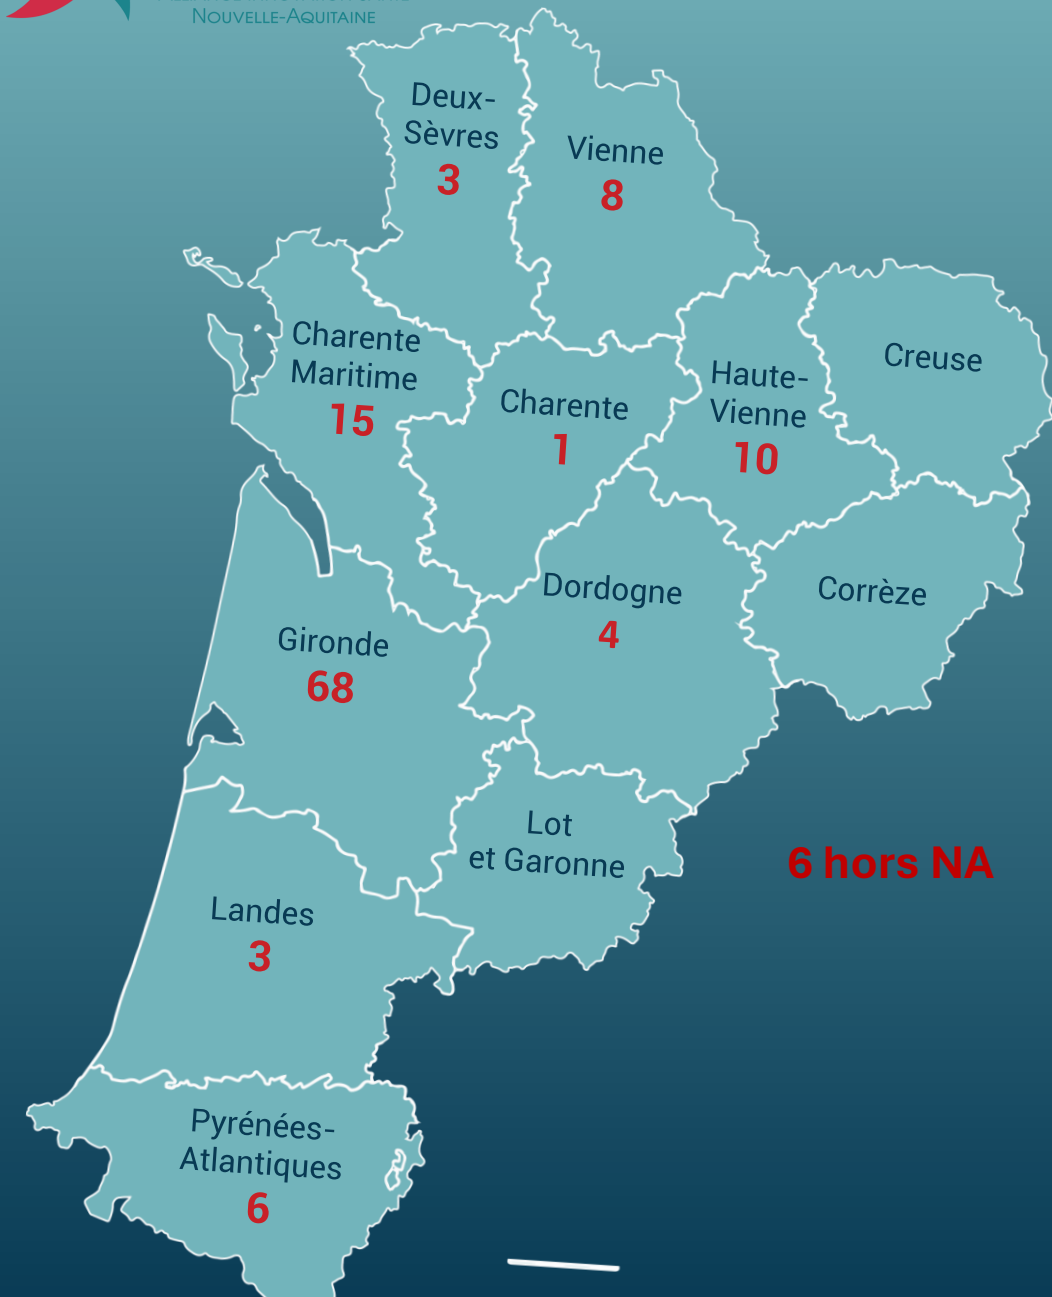 NOUVELLE-AQUITAINE
Deux-
Sèvres
3
Vienne
8
Charente
Maritime
15
Charente
1
Haute-
Vienne
10
Creuse
Dordogne
4
Corrèze
Gironde
68
Lot
et Garonne
6 hors NA
Landes
3
Pyrénées-
Atlantiques
6